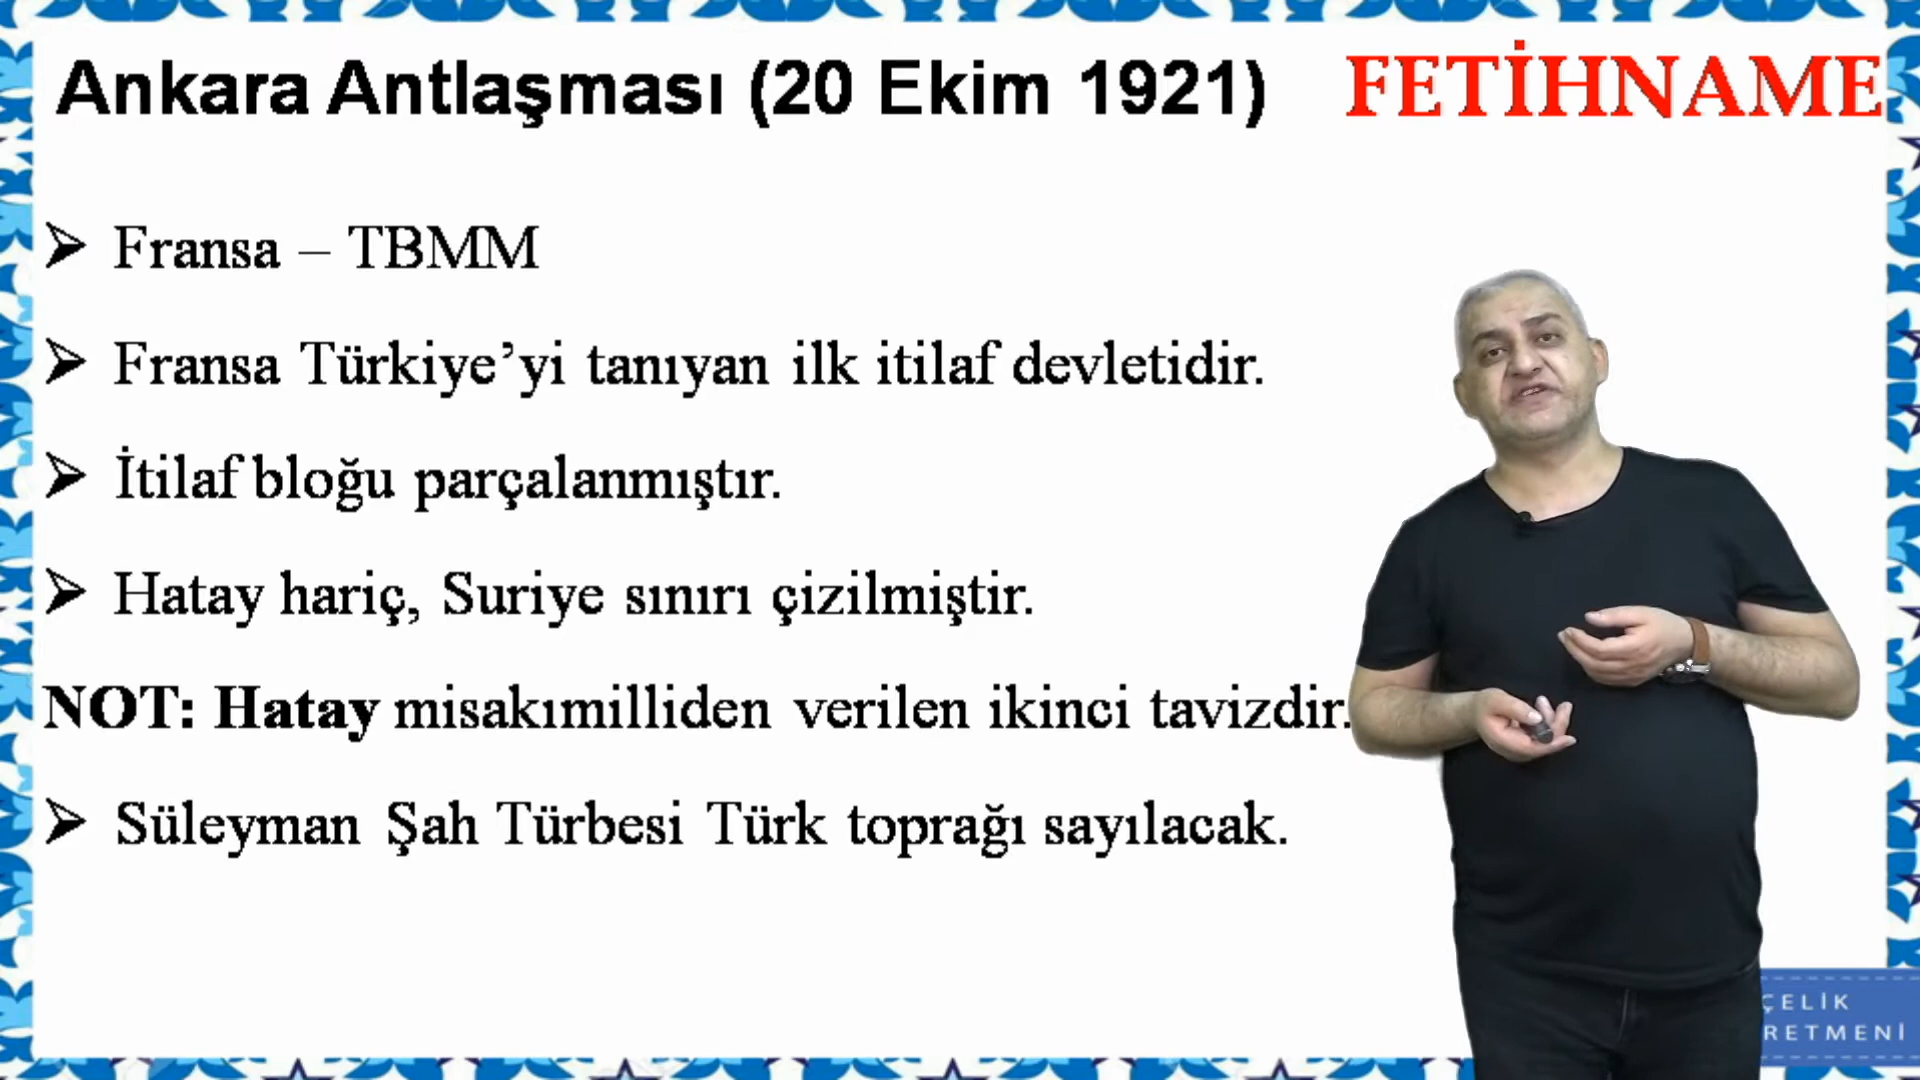 Ankara Antlaşması (20 Ekim 1921)
FETİHNAME
➢ Fransa – TBMM
➢ Fransa Türkiye’yi tanıyan ilk itilaf devletidir.
➢ İtilaf bloğu parçalanmıştır.
➢ Hatay hariç, Suriye sınırı çizilmiştir.
NOT: Hatay misakımilliden verilen ikinci tavizdir.
➢ Süleyman Şah Türbesi Türk toprağı sayılacak.
ÇELİK
RETMENİ